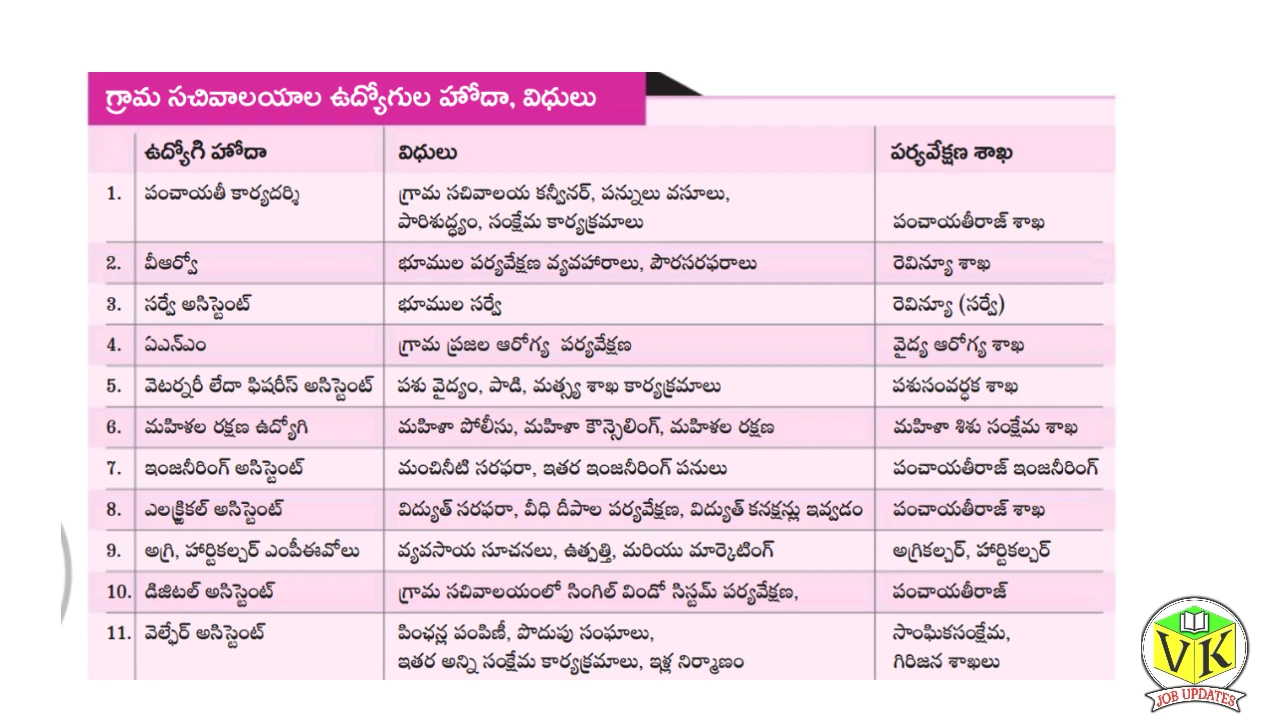 గ్రామ సచివాలయాల ఉద్యోగుల హోదా, విధులు
ఉద్యోగి హోదా విధులు పర్యవేక్షణ శాఖ
1. పంచాయతీ కార్యదర్శి గ్రామ సచివాలయ కన్వీనర్, పన్నులు వసూలు,
పారిశుద్ధ్యం, సంక్షేమ కార్యక్రమాలు పంచాయతీరాజ్ శాఖ
2. వీఆర్వో భూముల పర్యవేక్షణ వ్యవహారాలు, పౌరసరఫరాలు రెవిన్యూ శాఖ
3. సర్వే అసిస్టెంట్ భూముల సర్వే రెవిన్యూ (సర్వే)
4. ఏఎన్ఎం గ్రామ ప్రజల ఆరోగ్య పర్యవేక్షణ వైద్య ఆరోగ్య శాఖ
5. వెటర్నరీ లేదా ఫిషరీస్ అసిస్టెంట్ పశు వైద్యం, పాడి, మత్స్య శాఖ కార్యక్రమాలు పశుసంవర్ధక శాఖ
6. మహిళల రక్షణ ఉద్యోగి మహిళా పోలీసు, మహిళా కౌన్సెలింగ్, మహిళల రక్షణ మహిళా శిశు సంక్షేమ శాఖ
7. ఇంజనీరింగ్ అసిస్టెంట్ మంచినీటి సరఫరా, ఇతర ఇంజనీరింగ్ పనులు పంచాయతీరాజ్ ఇంజనీరింగ్
8. ఎలక్ట్రికల్ అసిస్టెంట్ విద్యుత్ సరఫరా, వీధి దీపాల పర్యవేక్షణ, విద్యుత్ కనక్షన్లు ఇవ్వడం పంచాయతీరాజ్ శాఖ
9. అగ్రి, హార్టికల్చర్ ఎంపీఈవోలు వ్యవసాయ సూచనలు, ఉత్పత్తి, మరియు మార్కెటింగ్ అగ్రికల్చర్, హార్టికల్చర్
10. డిజిటల్ అసిస్టెంట్ గ్రామ సచివాలయంలో సింగిల్ విండో సిస్టమ్ పర్యవేక్షణ, పంచాయతీరాజ్
11. వెల్ఫేర్ అసిస్టెంట్ పింఛన్ల పంపిణీ, పొదుపు సంఘాలు, సాంఘికసంక్షేమ,
ఇతర అన్ని సంక్షేమ కార్యక్రమాలు, ఇళ్ల నిర్మాణం గిరిజన శాఖలు
VK
JOB UPDATES